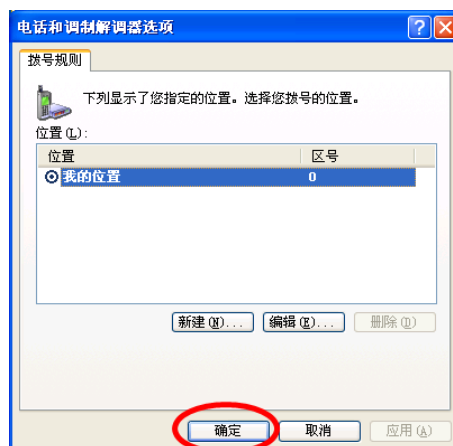 电话和调制解调器选项
拨号规则
下列显示了您指定的位置。选择您拨号的位置。
位置(L):
位置 区号
我的位置 0
新建(N)... 编辑(E)... 删除(D)
确定 取消 应用(A)